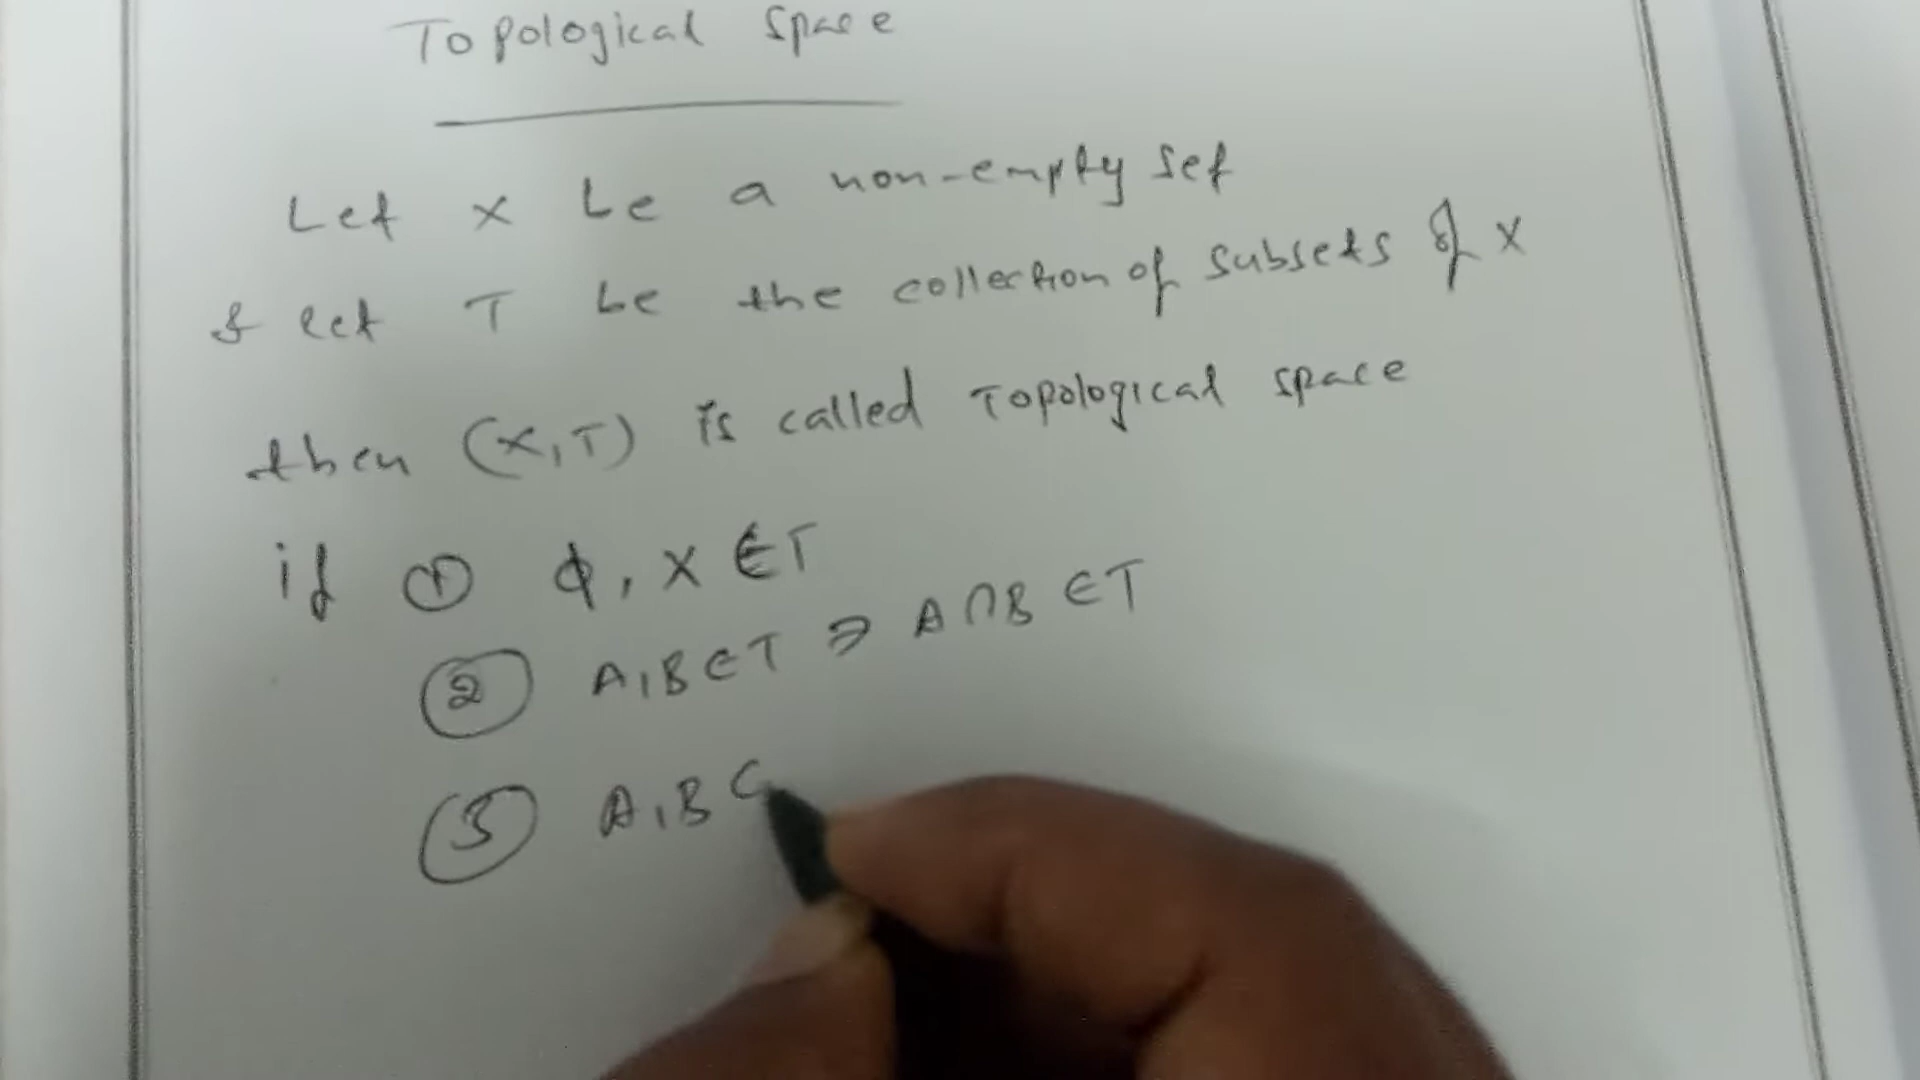 Topological Space
Let X be a non-empty set
& let T be the collection of subsets of X
then (X,T) is called Topological space
if ① ϕ, X ∈ T
② A,B ∈ T ⇒ A∩B ∈ T
③ A,B